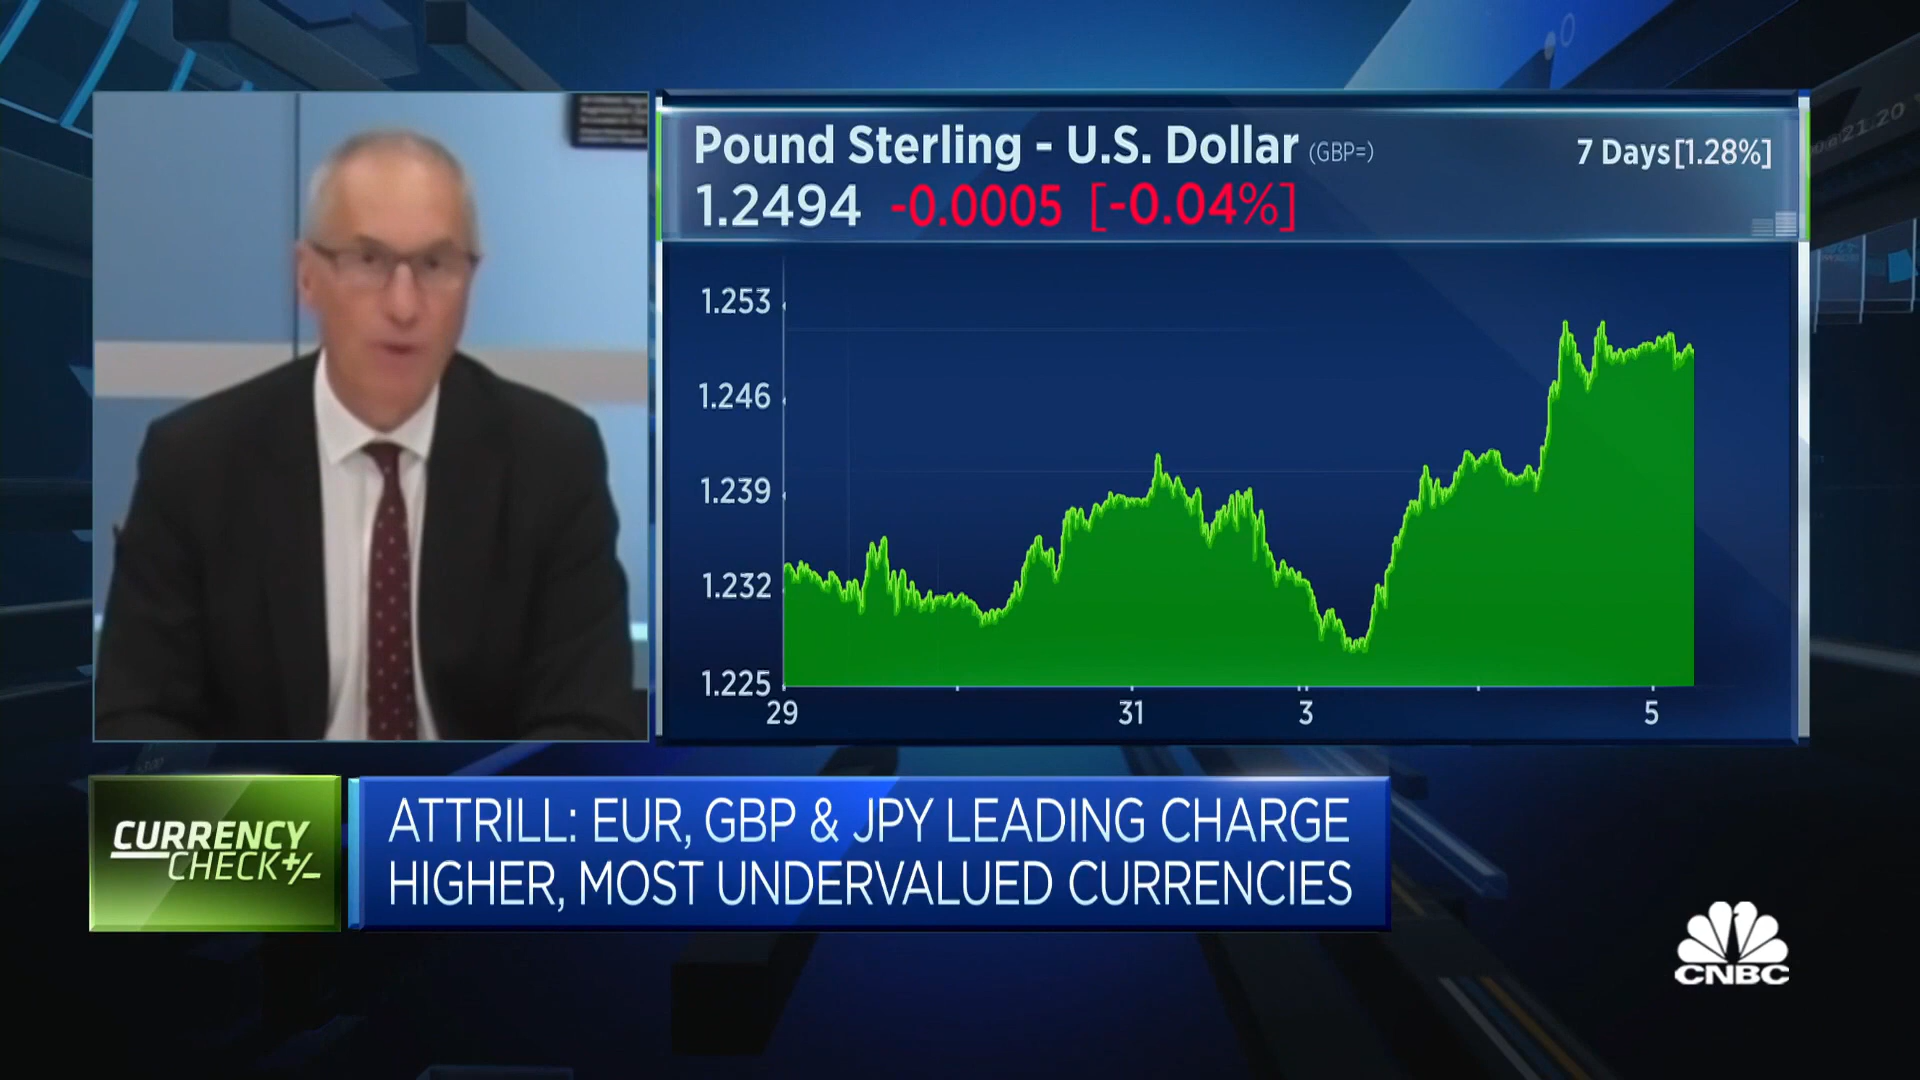 Pound Sterling - U.S. Dollar (GBP=)
7 Days [1.28%]
1.2494 -0.0005 [-0.04%]
1.253
1.246
1.239
1.232
1.225
29 31 3 5
CURRENCY
CHECK+/-
ATTRILL: EUR, GBP & JPY LEADING CHARGE
HIGHER, MOST UNDERVALUED CURRENCIES
CNBC